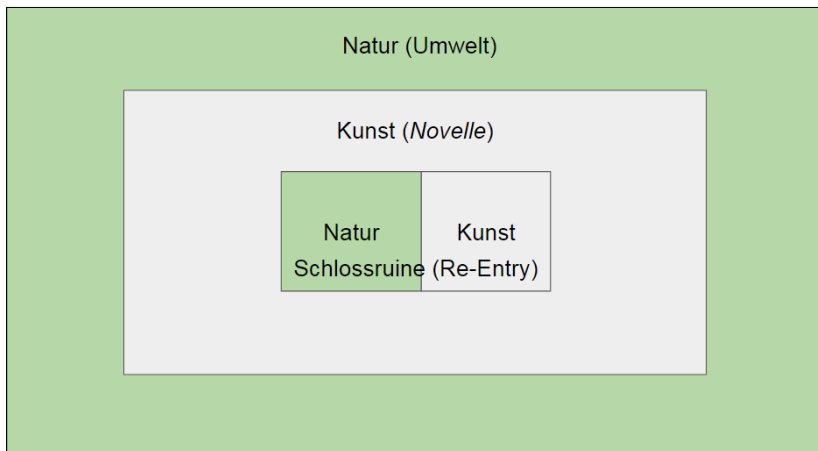 Natur (Umwelt)
Kunst (Novelle)
Natur Kunst
Schlossruine (Re-Entry)